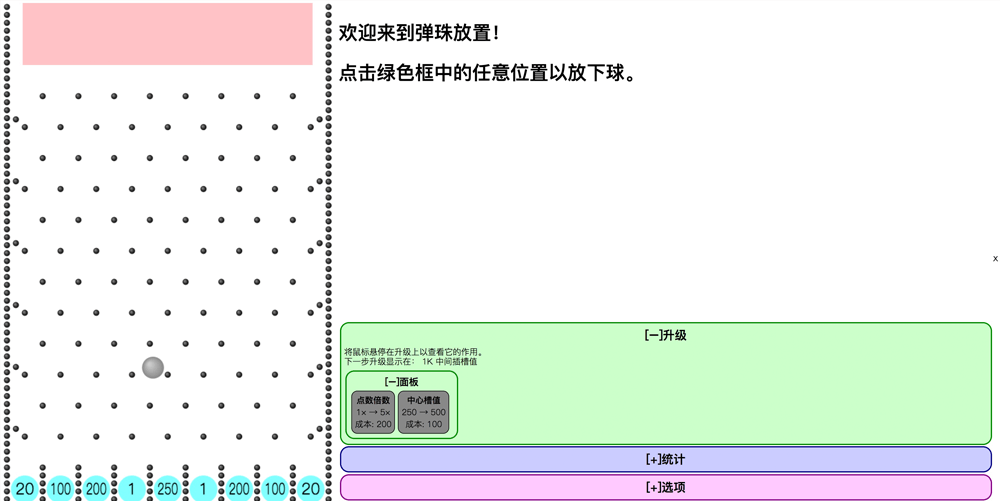 欢迎来到弹珠放置！
点击绿色框中的任意位置以放下球。
x
[—]升级
将鼠标悬停在升级上以查看它的作用。
下一步升级显示在： 1K 中间插槽值
[—]面板
点数倍数
1× → 5×
成本: 200
中心槽值
250 → 500
成本: 100
[+]统计
[+]选项
20 100 200 1 250 1 200 100 20